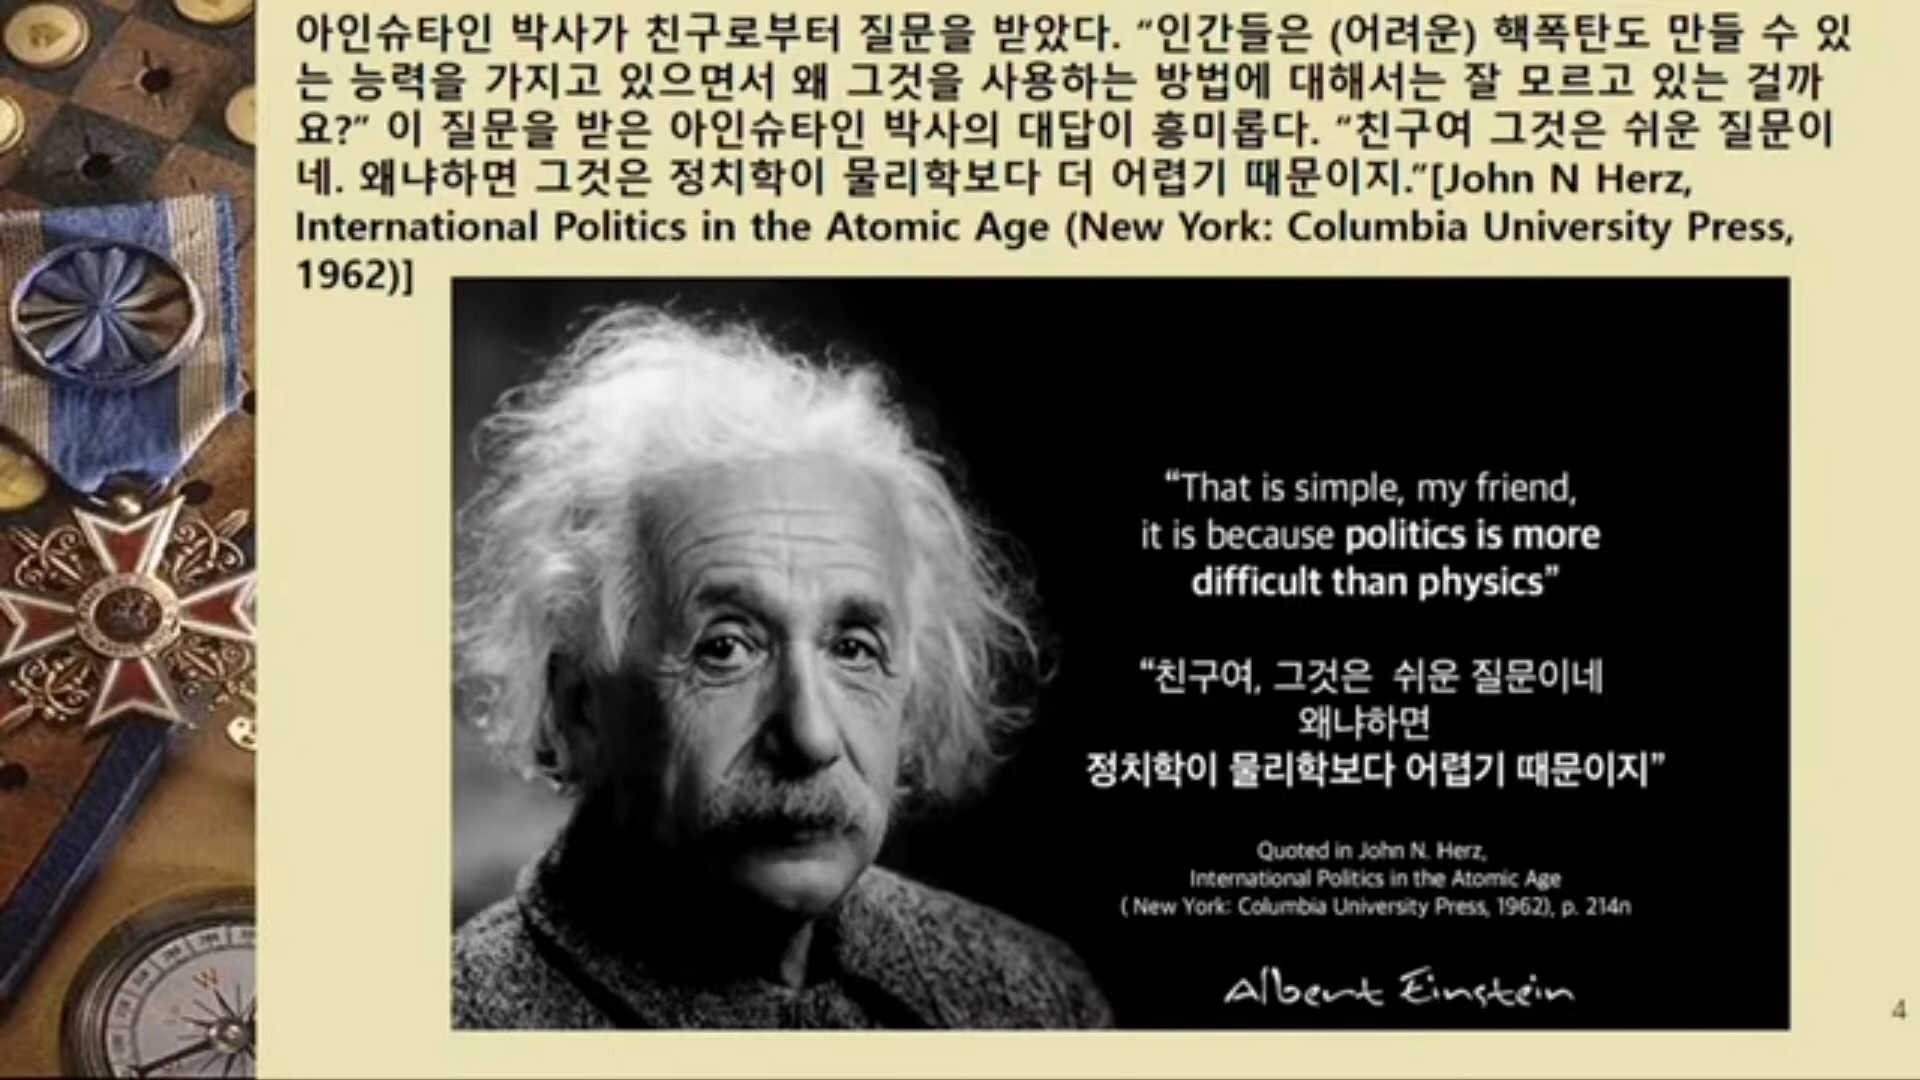 아인슈타인 박사가 친구로부터 질문을 받았다. “인간들은 (어려운) 핵폭탄도 만들 수 있
는 능력을 가지고 있으면서 왜 그것을 사용하는 방법에 대해서는 잘 모르고 있는 걸까
요?” 이 질문을 받은 아인슈타인 박사의 대답이 흥미롭다. “친구여 그것은 쉬운 질문이
네. 왜냐하면 그것은 정치학이 물리학보다 더 어렵기 때문이지.”[John N Herz,
International Politics in the Atomic Age (New York: Columbia University Press,
1962)]
“That is simple, my friend,
it is because politics is more
difficult than physics”
“친구여, 그것은 쉬운 질문이네
왜냐하면
정치학이 물리학보다 어렵기 때문이지”
Quoted in John N. Herz,
International Politics in the Atomic Age
( New York: Columbia University Press, 1962), p. 214n
Albert Einstein
4